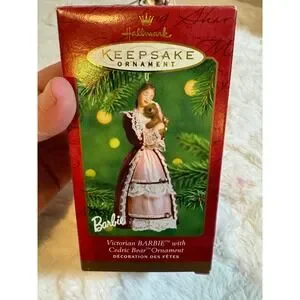 Hallmark
KEEPSAKE
ORNAMENT
Barbie
Victorian BARBIE™ with
Cedric Bear™ Ornament
DÉCORATION DES FÊTES